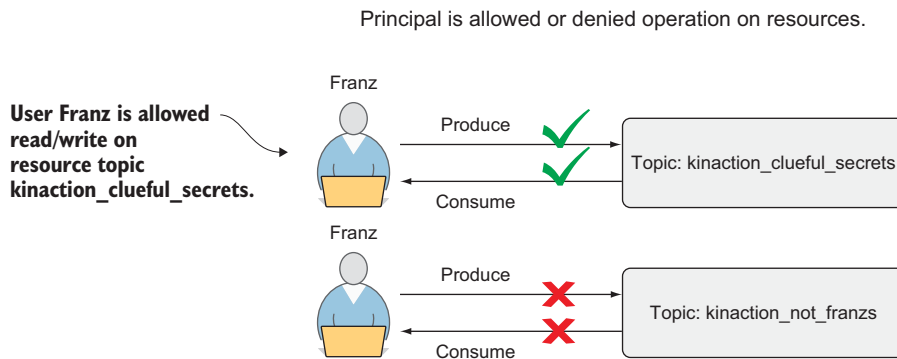 Principal is allowed or denied operation on resources.
Franz
User Franz is allowed
read/write on
resource topic
kinaction_clueful_secrets.
Produce
Consume
Topic: kinaction_clueful_secrets
Franz
Produce
Consume
Topic: kinaction_not_franzs